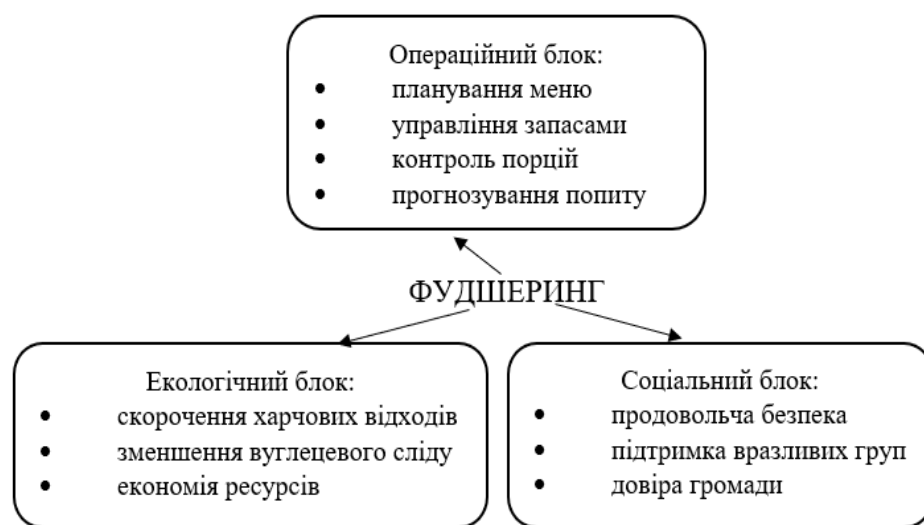 Операційний блок:
• планування меню
• управління запасами
• контроль порцій
• прогнозування попиту
ФУДШЕРИНГ
Екологічний блок:
• скорочення харчових відходів
• зменшення вуглецевого сліду
• економія ресурсів
Соціальний блок:
• продовольча безпека
• підтримка вразливих груп
• довіра громади